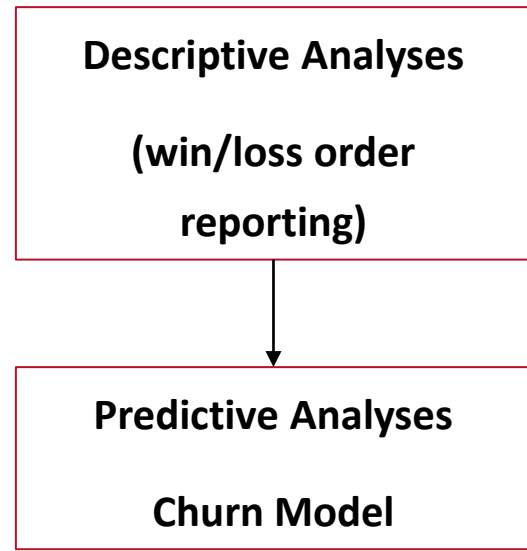 Descriptive Analyses
(win/loss order
reporting)
Predictive Analyses
Churn Model